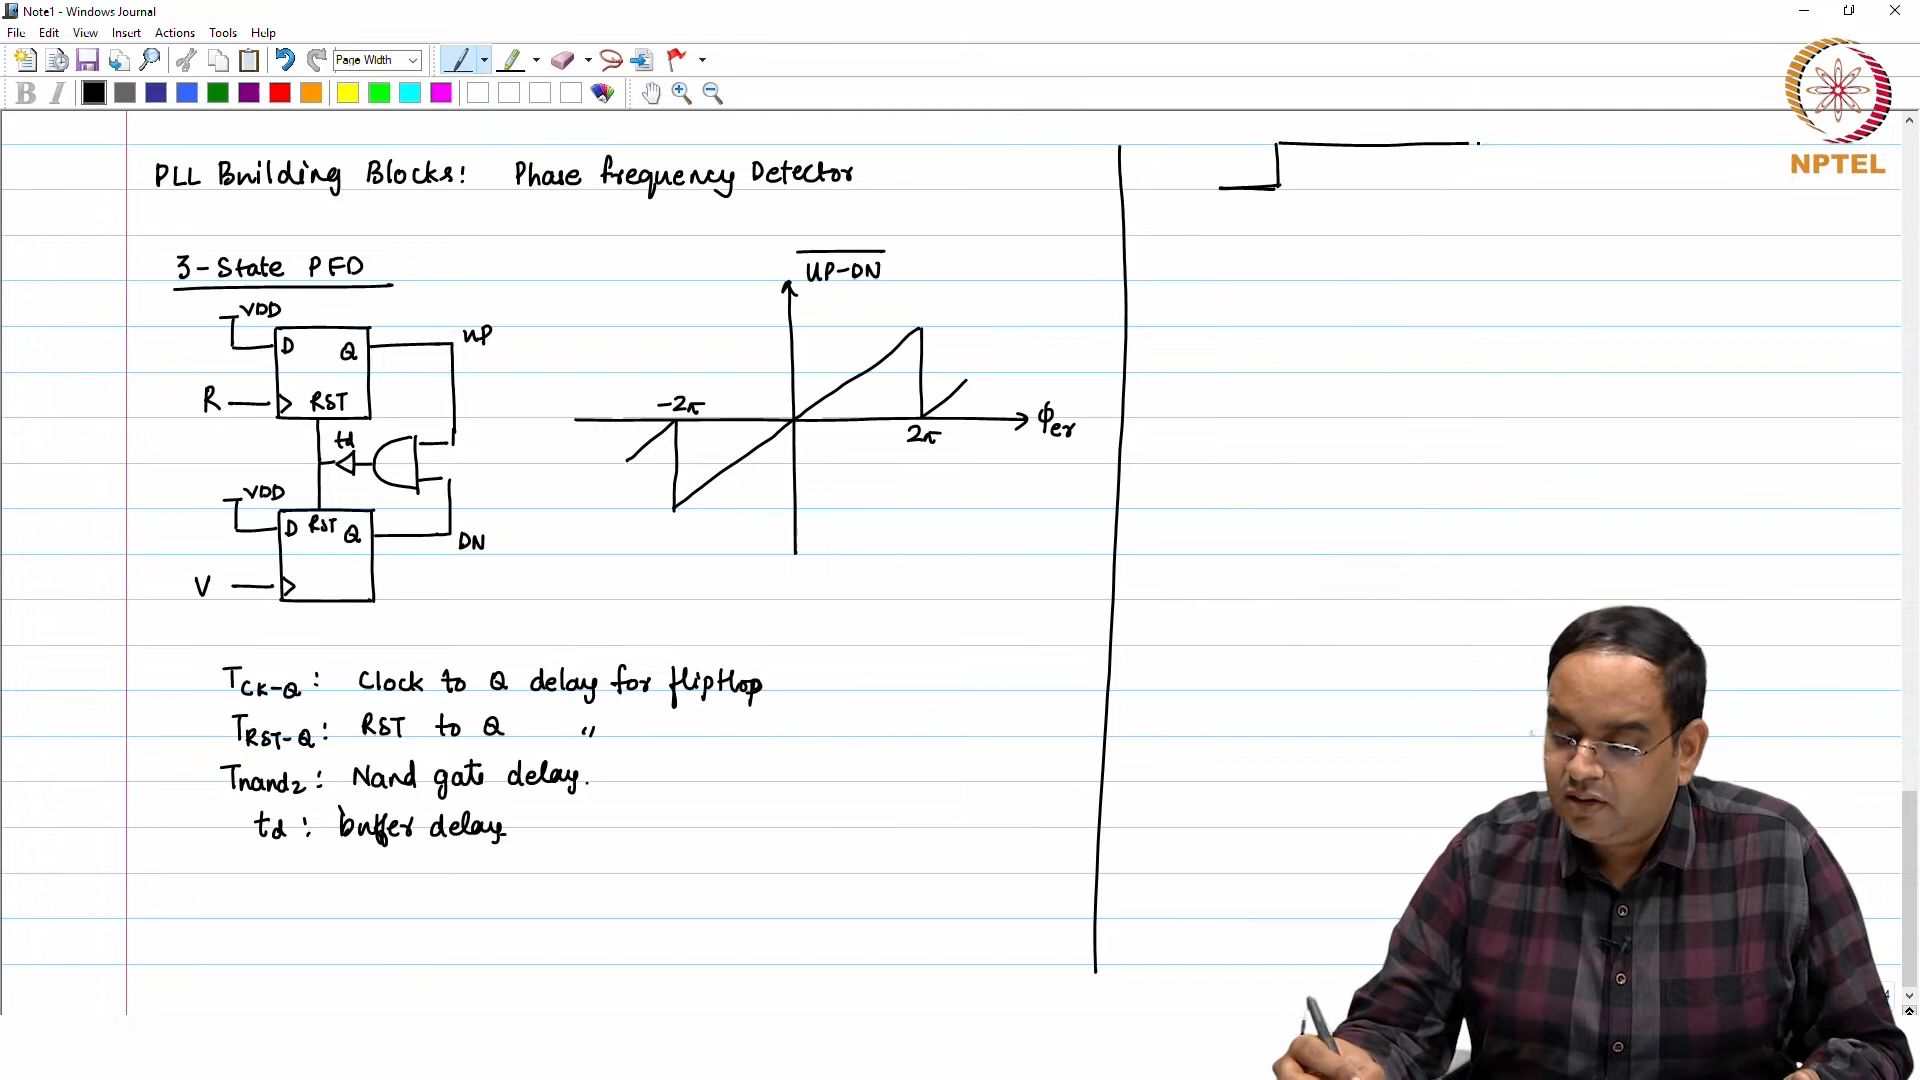 Note1 - Windows Journal
File Edit View Insert Actions Tools Help
Page Width
B I
NPTEL
PLL Building Blocks: Phase frequency Detector
3-State PFD
VDD
D Q
UP
R
RST
td
VDD
D RST Q
DN
V
UP-DN
-2π
2π
Φer
TCK-Q : Clock to Q delay for flipflop
TRST-Q : RST to Q "
Tnand2 : Nand gate delay.
td : buffer delay